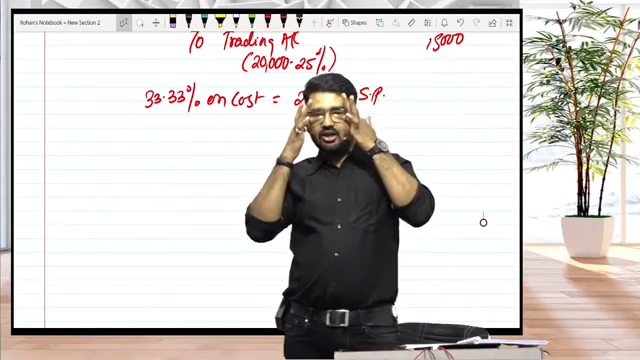 Rohan's Notebook • New Section 2
Shapes
To Trading A/c 15000
(20,000 - 25%)
33.33% on Cost = 2 S.P.